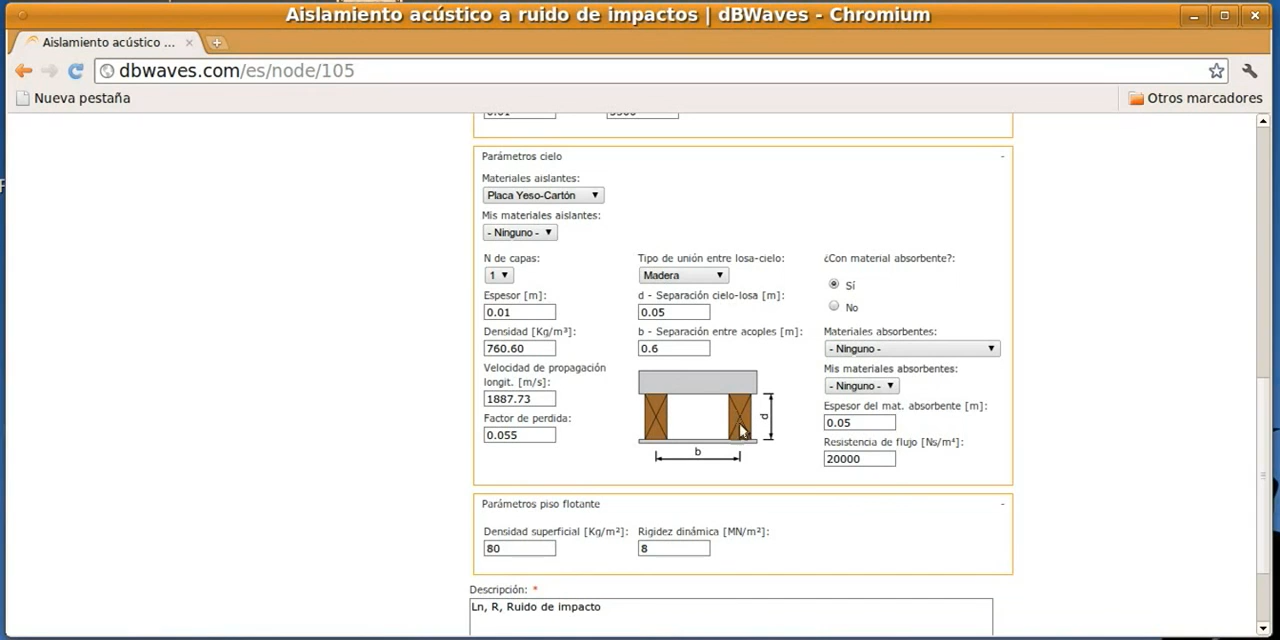 Aislamiento acústico a ruido de impactos | dBWaves - Chromium
Aislamiento acústico ...
dbwaves.com/es/node/105
Nueva pestaña
Otros marcadores
Parámetros cielo
-
Materiales aislantes:
Placa Yeso-Cartón
Mis materiales aislantes:
- Ninguno -
N de capas:
1
Espesor [m]:
0.01
Densidad [Kg/m³]:
760.60
Velocidad de propagación
longit. [m/s]:
1887.73
Factor de perdida:
0.055
Tipo de unión entre losa-cielo:
Madera
d - Separación cielo-losa [m]:
0.05
b - Separación entre acoples [m]:
0.6
d
b
¿Con material absorbente?:
Sí
No
Materiales absorbentes:
- Ninguno -
Mis materiales absorbentes:
- Ninguno -
Espesor del mat. absorbente [m]:
0.05
Resistencia de flujo [Ns/m⁴]:
20000
Parámetros piso flotante
-
Densidad superficial [Kg/m²]:
80
Rigidez dinámica [MN/m²]:
8
Descripción: *
Ln, R, Ruido de impacto